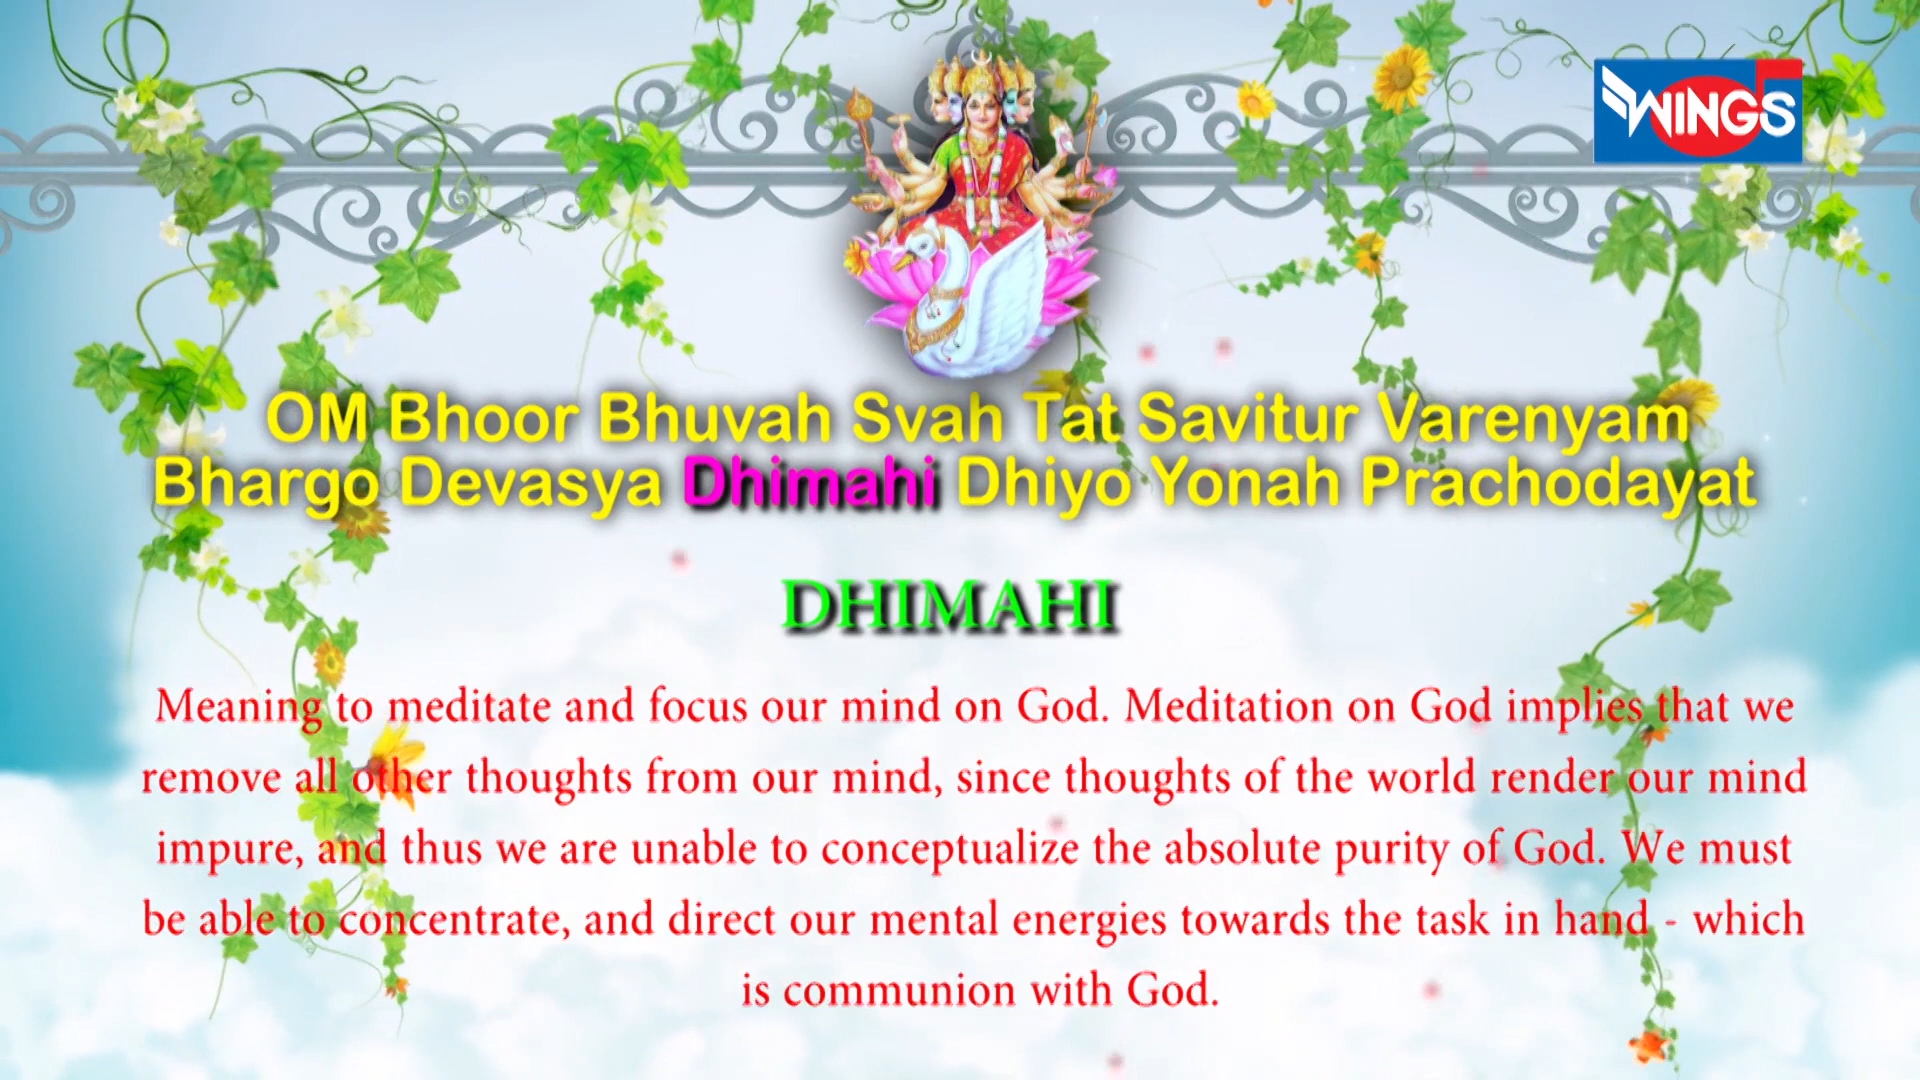 WINGS
OM Bhoor Bhuvah Svah Tat Savitur Varenyam
Bhargo Devasya Dhimahi Dhiyo Yonah Prachodayat
DHIMAHI
Meaning to meditate and focus our mind on God. Meditation on God implies that we
remove all other thoughts from our mind, since thoughts of the world render our mind
impure, and thus we are unable to conceptualize the absolute purity of God. We must
be able to concentrate, and direct our mental energies towards the task in hand - which
is communion with God.